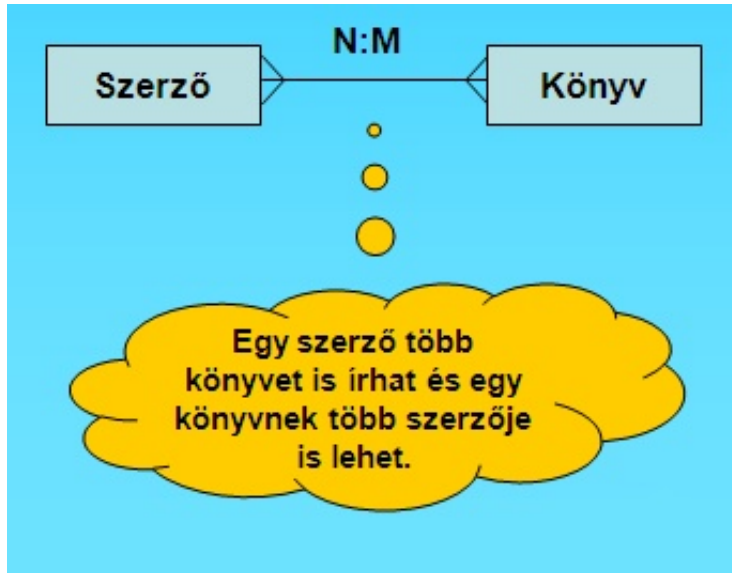 N:M
Szerző
Könyv
Egy szerző több
könyvet is írhat és egy
könyvnek több szerzője
is lehet.